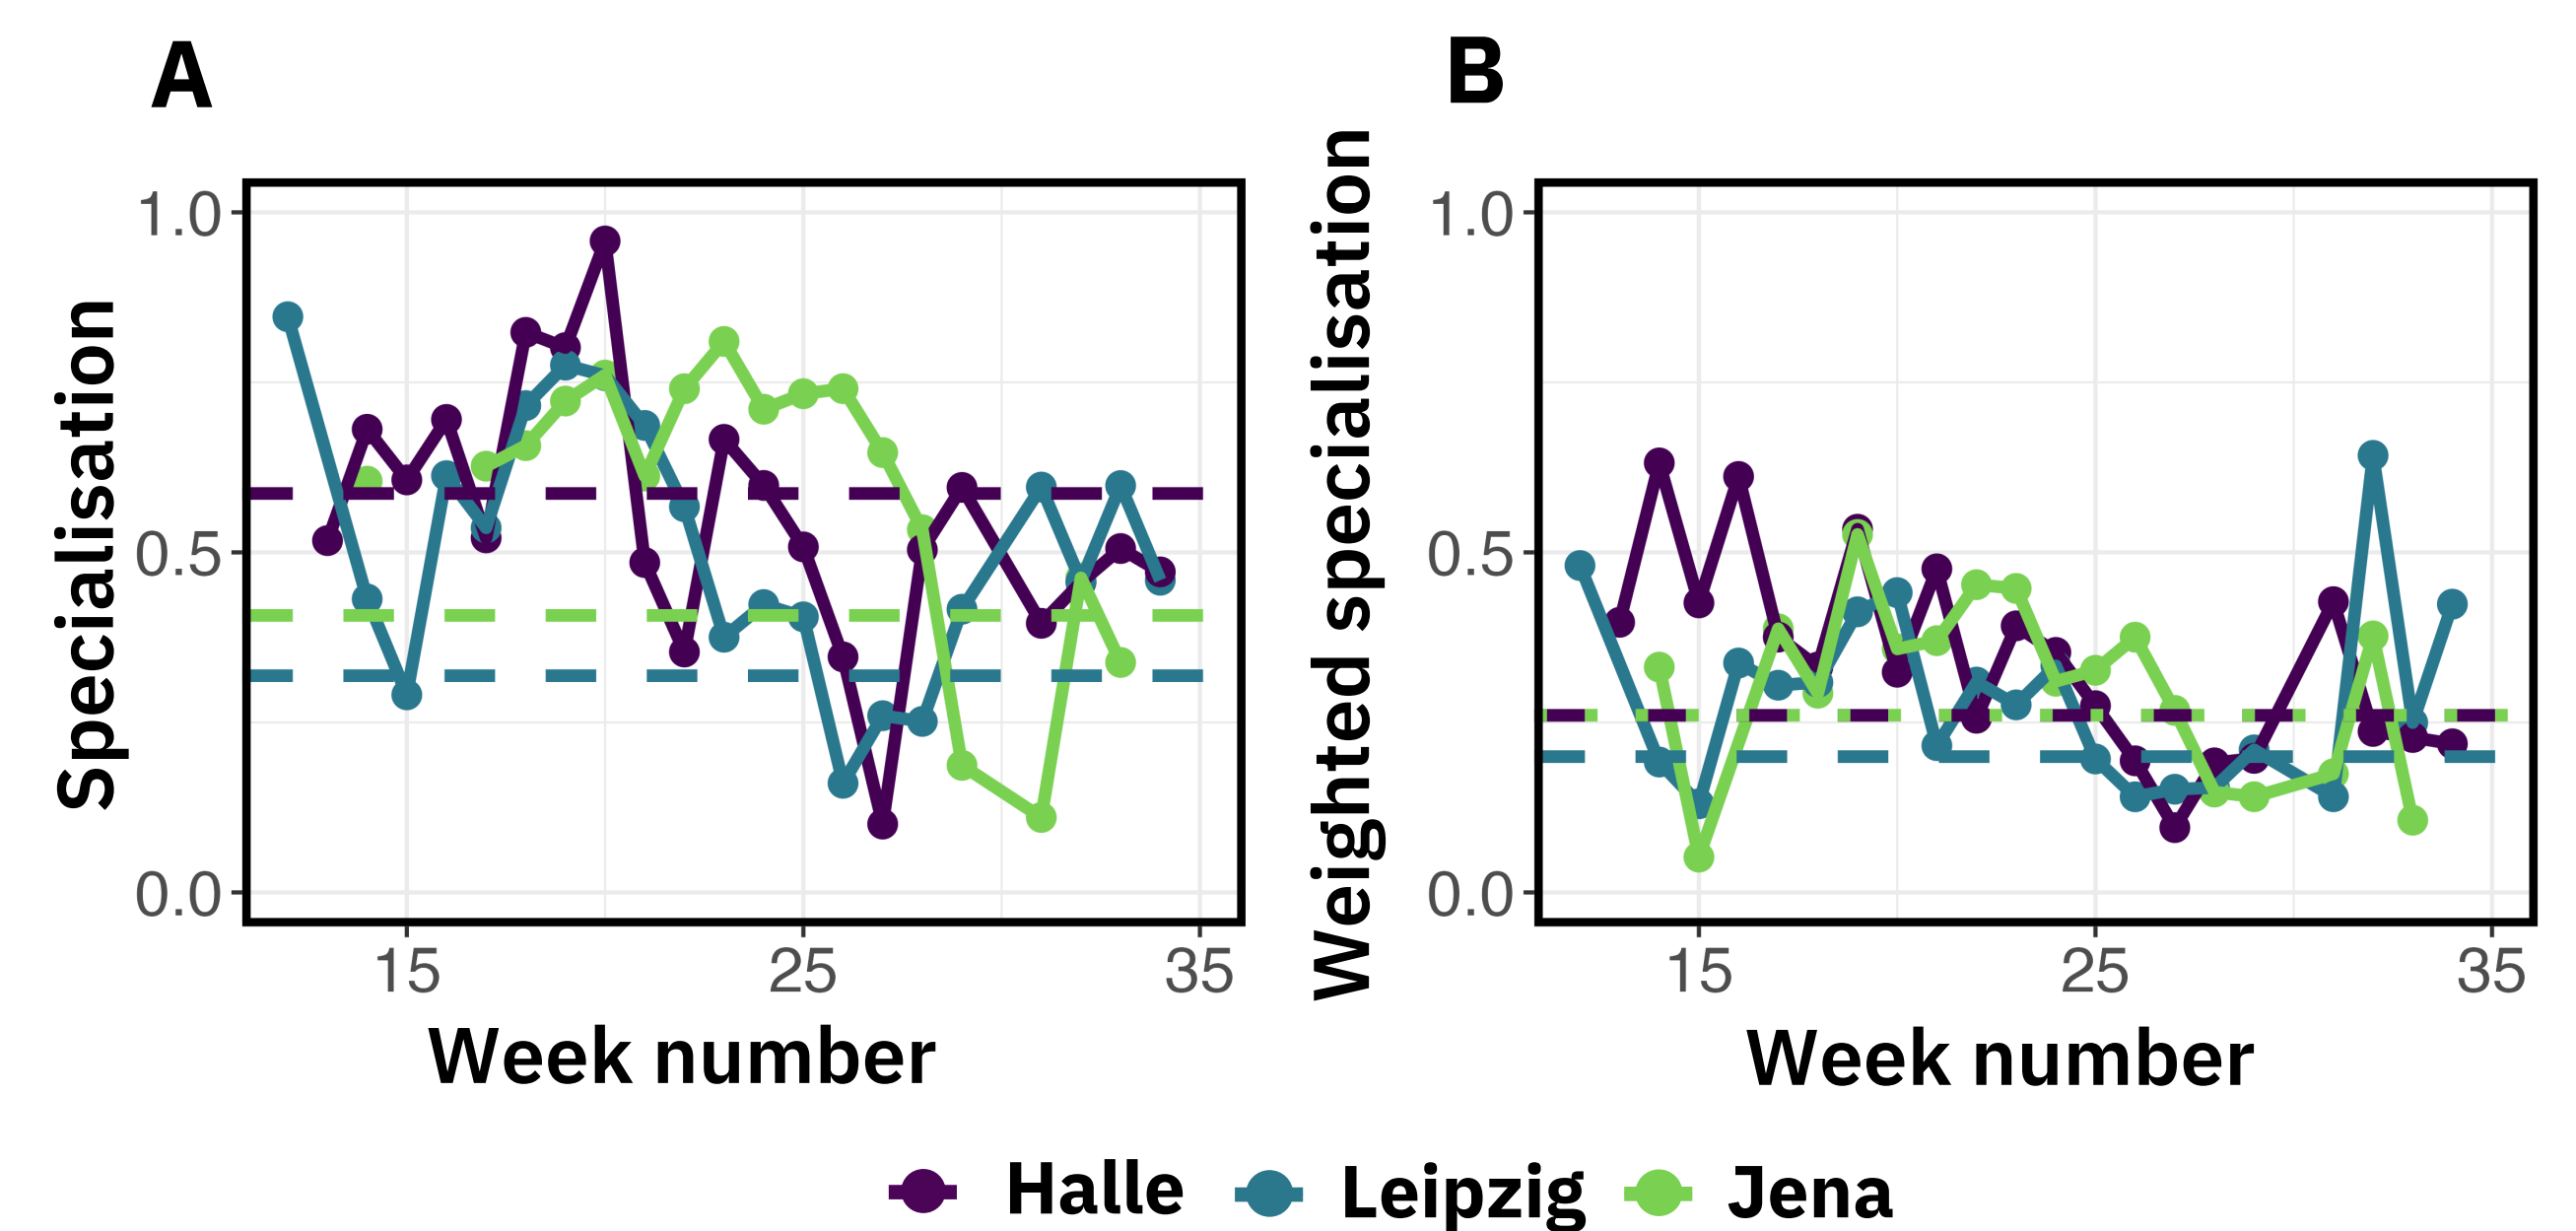 A
B
Specialisation
1.0
0.5
0.0
15 25 35
Week number
Weighted specialisation
1.0
0.5
0.0
15 25 35
Week number
Halle Leipzig Jena